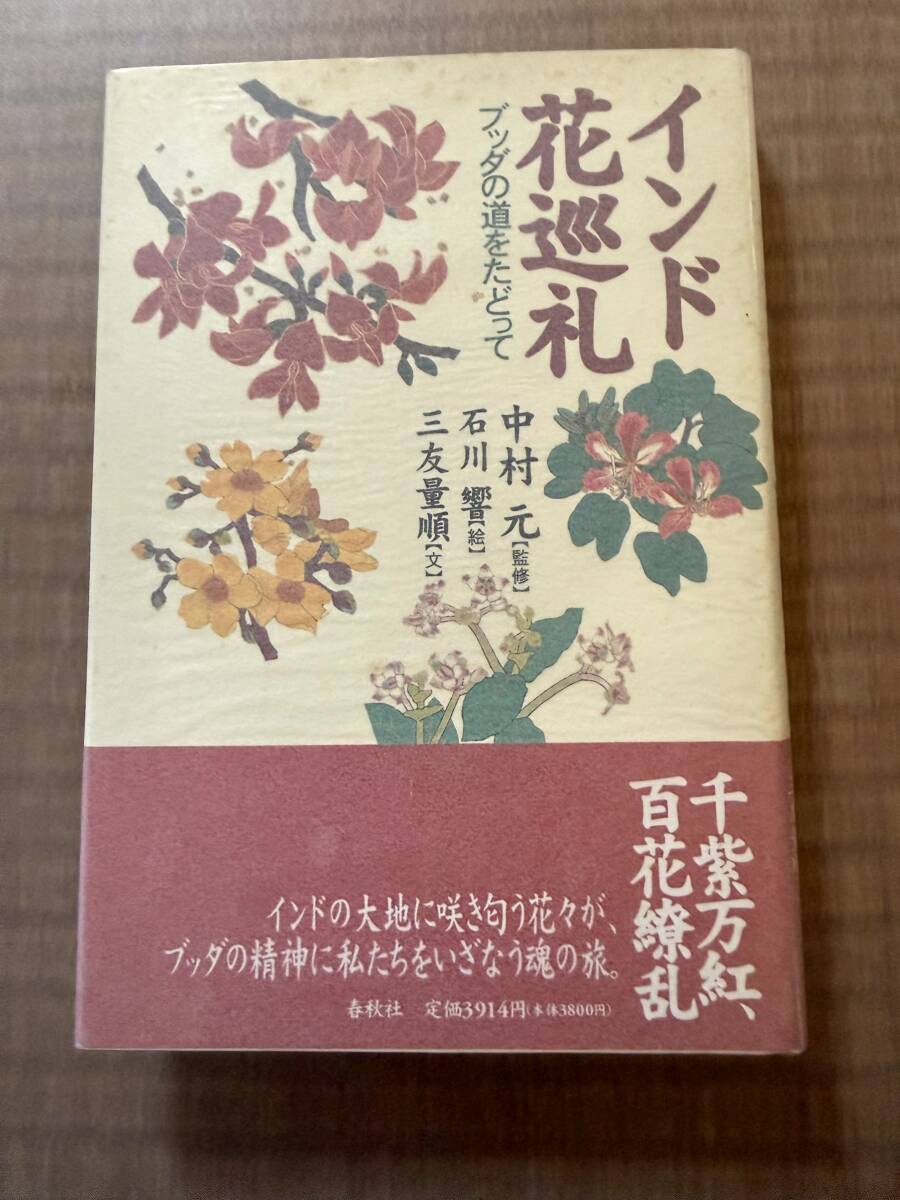 インド
花巡礼
ブッダの道をたどって
中村 元【監修】
石川 響【絵】
三友量順【文】
千紫万紅、
百花繚乱
インドの大地に咲き匂う花々が、
ブッダの精神に私たちをいざなう魂の旅。
春秋社 定価3914円(本体3800円)